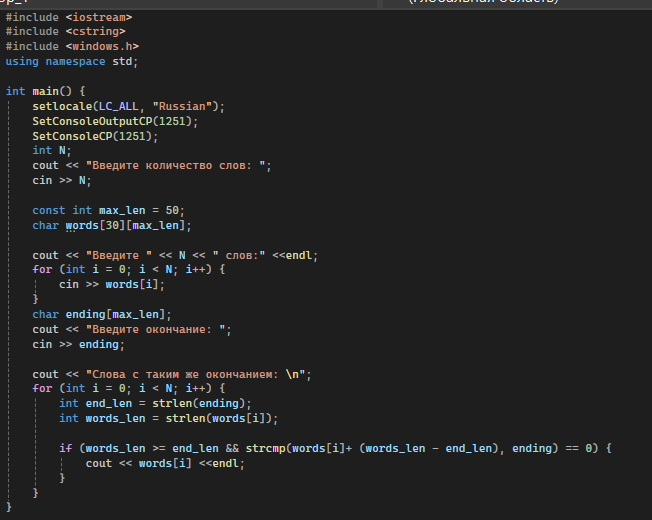 #include <iostream>
#include <cstring>
#include <windows.h>
using namespace std;

int main() {
    setlocale(LC_ALL, "Russian");
    SetConsoleOutputCP(1251);
    SetConsoleCP(1251);
    int N;
    cout << "Введите количество слов: ";
    cin >> N;

    const int max_len = 50;
    char words[30][max_len];

    cout << "Введите " << N << " слов:" <<endl;
    for (int i = 0; i < N; i++) {
        cin >> words[i];
    }
    char ending[max_len];
    cout << "Введите окончание: ";
    cin >> ending;

    cout << "Слова с таким же окончанием: \n";
    for (int i = 0; i < N; i++) {
        int end_len = strlen(ending);
        int words_len = strlen(words[i]);

        if (words_len >= end_len && strcmp(words[i]+ (words_len - end_len), ending) == 0) {
            cout << words[i] <<endl;
        }
    }
}